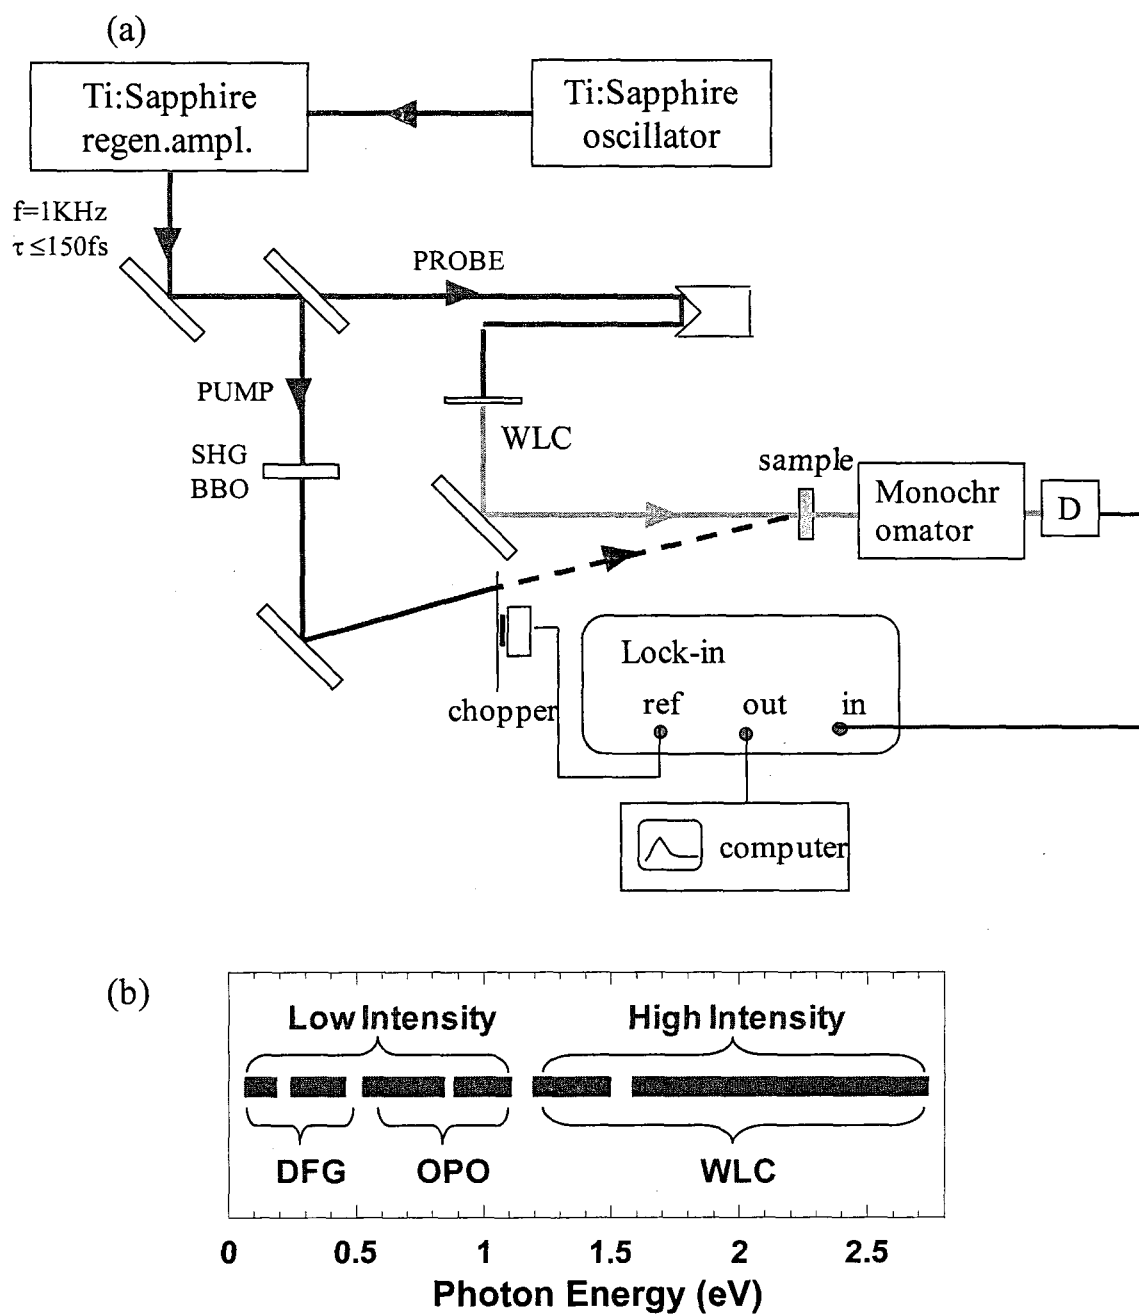 (a)
Ti:Sapphire
regen.ampl.
Ti:Sapphire
oscillator
f=1KHz
τ ≤150fs
PROBE
PUMP
SHG
BBO
WLC
sample
Monochr
omator
D
chopper
Lock-in
ref
out
in
computer
(b)
Low Intensity
High Intensity
DFG
OPO
WLC
0
0.5
1
1.5
2
2.5
Photon Energy (eV)